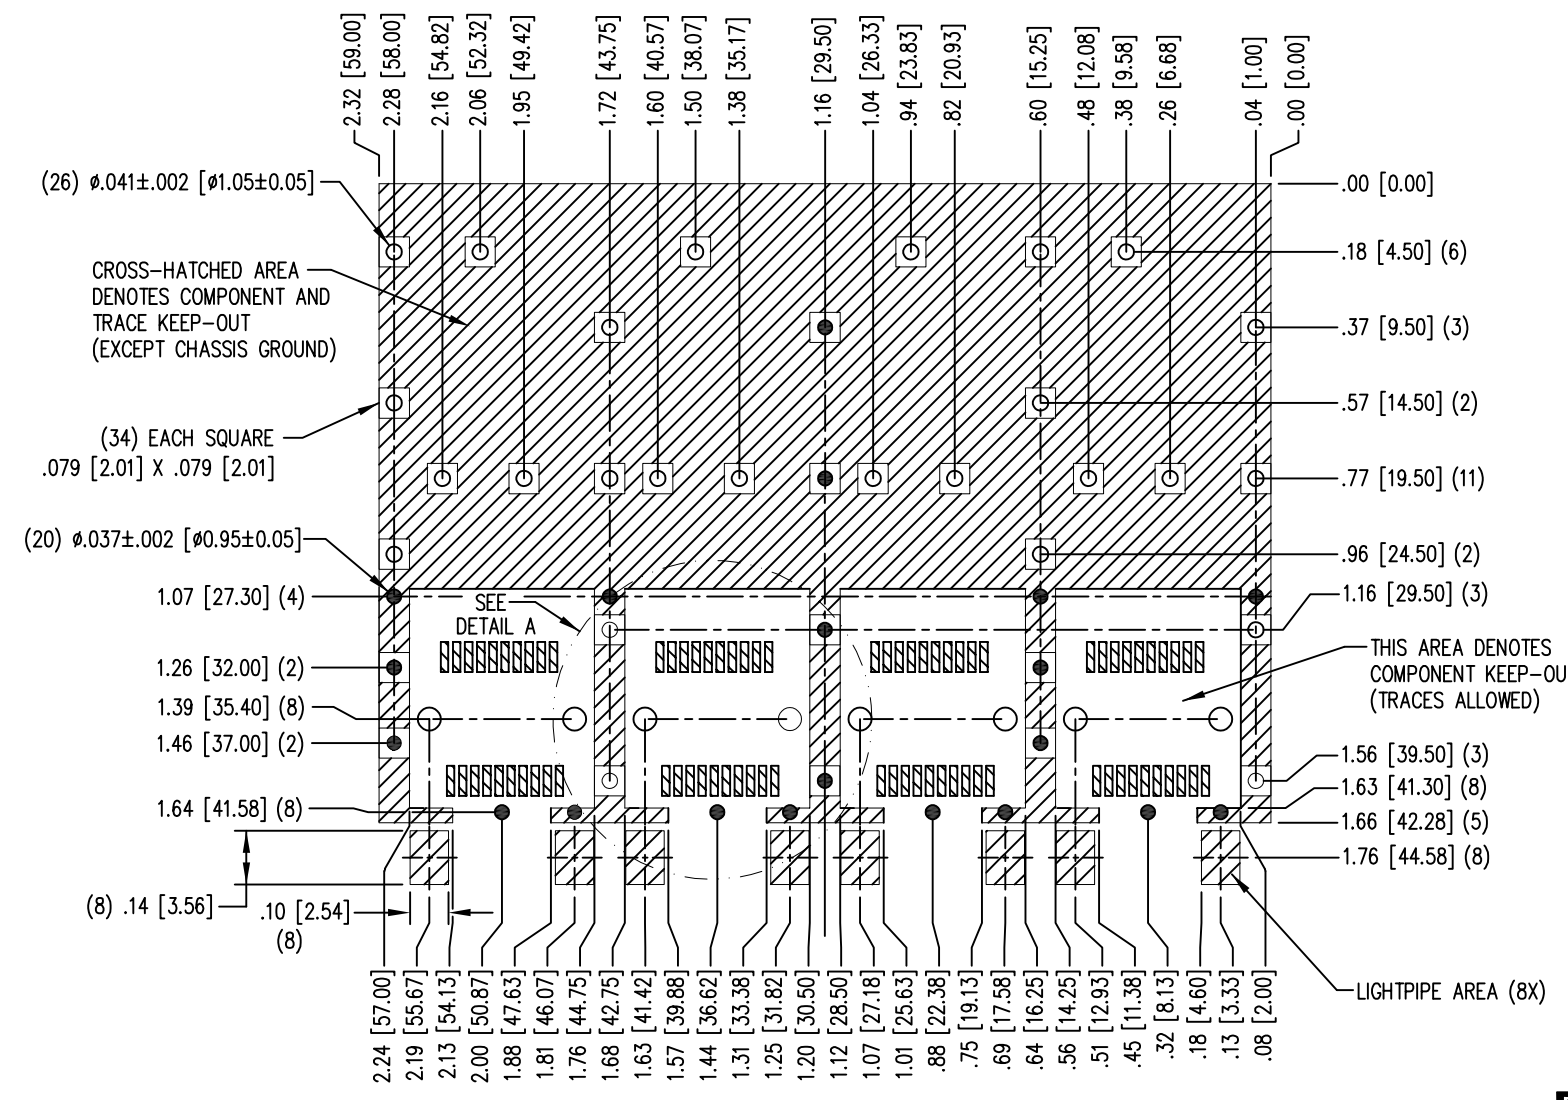 2.32 [59.00]
2.28 [58.00]
2.16 [54.82]
2.06 [52.32]
1.95 [49.42]
1.72 [43.75]
1.60 [40.57]
1.50 [38.07]
1.38 [35.17]
1.16 [29.50]
1.04 [26.33]
.94 [23.83]
.82 [20.93]
.60 [15.25]
.48 [12.08]
.38 [9.58]
.26 [6.68]
.04 [1.00]
.00 [0.00]
(26) ø.041±.002 [ø1.05±0.05]
CROSS-HATCHED AREA
DENOTES COMPONENT AND
TRACE KEEP-OUT
(EXCEPT CHASSIS GROUND)
(34) EACH SQUARE
.079 [2.01] X .079 [2.01]
(20) ø.037±.002 [ø0.95±0.05]
1.07 [27.30] (4)
1.26 [32.00] (2)
1.39 [35.40] (8)
1.46 [37.00] (2)
1.64 [41.58] (8)
(8) .14 [3.56]
.10 [2.54]
(8)
SEE
DETAIL A
.00 [0.00]
.18 [4.50] (6)
.37 [9.50] (3)
.57 [14.50] (2)
.77 [19.50] (11)
.96 [24.50] (2)
1.16 [29.50] (3)
THIS AREA DENOTES
COMPONENT KEEP-OU
(TRACES ALLOWED)
1.56 [39.50] (3)
1.63 [41.30] (8)
1.66 [42.28] (5)
1.76 [44.58] (8)
LIGHTPIPE AREA (8X)
2.24 [57.00]
2.19 [55.67]
2.13 [54.13]
2.00 [50.87]
1.88 [47.63]
1.81 [46.07]
1.76 [44.75]
1.68 [42.75]
1.63 [41.42]
1.57 [39.88]
1.44 [36.62]
1.31 [33.38]
1.25 [31.82]
1.20 [30.50]
1.12 [28.50]
1.07 [27.18]
1.01 [25.63]
.88 [22.38]
.75 [19.13]
.69 [17.58]
.64 [16.25]
.56 [14.25]
.51 [12.93]
.45 [11.38]
.32 [8.13]
.18 [4.60]
.13 [3.33]
.08 [2.00]